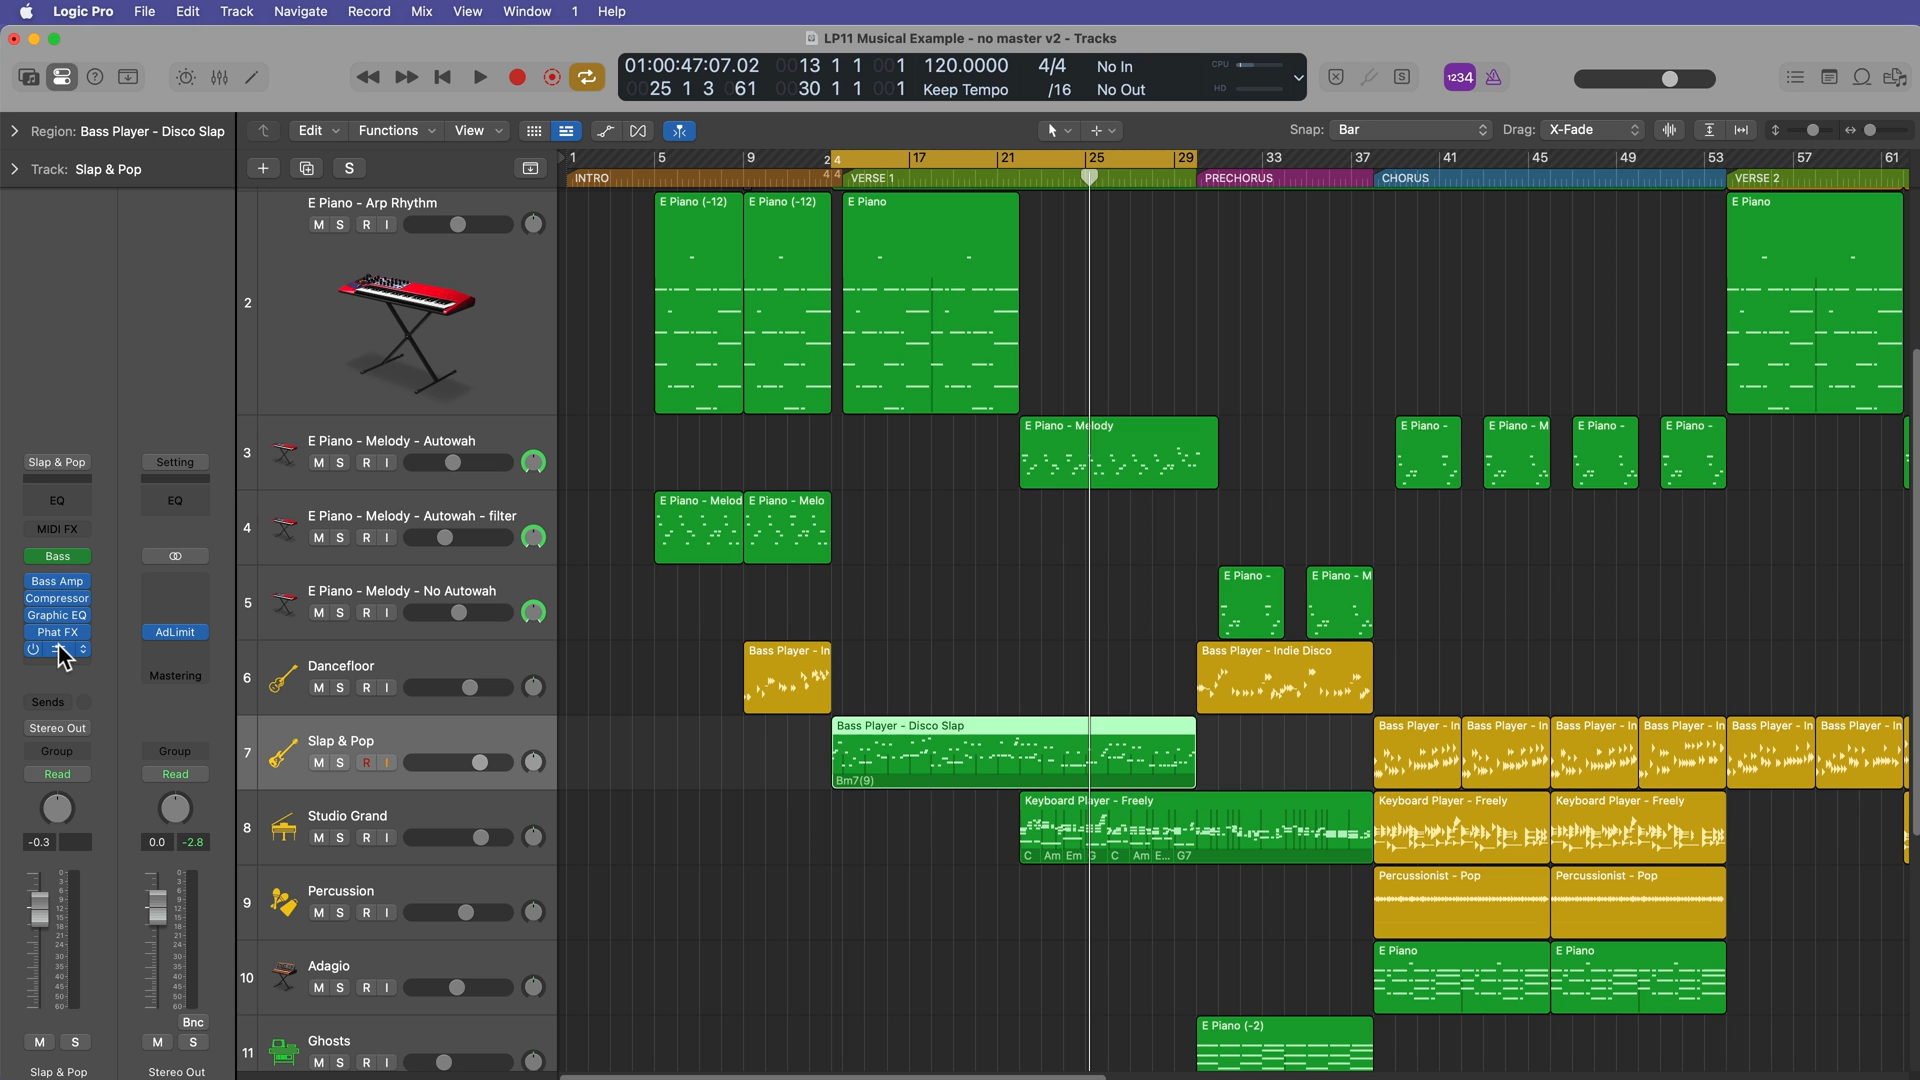 Logic Pro File Edit Track Navigate Record Mix View Window 1 Help
LP11 Musical Example - no master v2 - Tracks
01:00:47:07.02 0013 1 1 001 120.0000 4/4 No In CPU
0025 1 3 061 0030 1 1 001 Keep Tempo /16 No Out HD
1234
Region: Bass Player - Disco Slap
Edit Functions View
Snap: Bar Drag: X-Fade
Track: Slap & Pop
S
1 5 9 17 21 25 29 33 37 41 45 49 53 57 61
INTRO VERSE 1 PRECHORUS CHORUS VERSE 2
E Piano - Arp Rhythm
M S R I
2
E Piano (-12) E Piano (-12) E Piano E Piano
3
E Piano - Melody - Autowah
M S R I
E Piano - Melody E Piano - E Piano - M E Piano - E Piano -
4
E Piano - Melody - Autowah - filter
M S R I
E Piano - Melod E Piano - Melo
5
E Piano - Melody - No Autowah
M S R I
E Piano - E Piano - M
6
Dancefloor
M S R I
Bass Player - In Bass Player - Indie Disco
7
Slap & Pop
M S R I
Bass Player - Disco Slap
Bm7(9)
Bass Player - In Bass Player - In Bass Player - In Bass Player - In Bass Player - In Bass Player - In
8
Studio Grand
M S R I
Keyboard Player - Freely Keyboard Player - Freely Keyboard Player - Freely
C Am Em G C Am E... G7
9
Percussion
M S R I
Percussionist - Pop Percussionist - Pop
10
Adagio
M S R I
E Piano E Piano
11
Ghosts
M S R I
E Piano (-2)
Slap & Pop Setting
EQ EQ
MIDI FX
Bass
Bass Amp
Compressor
Graphic EQ
Phat FX AdLimit
Mastering
Sends
Stereo Out
Group Group
Read Read
-0.3 0.0 -2.8
Bnc
M S M S
Slap & Pop Stereo Out